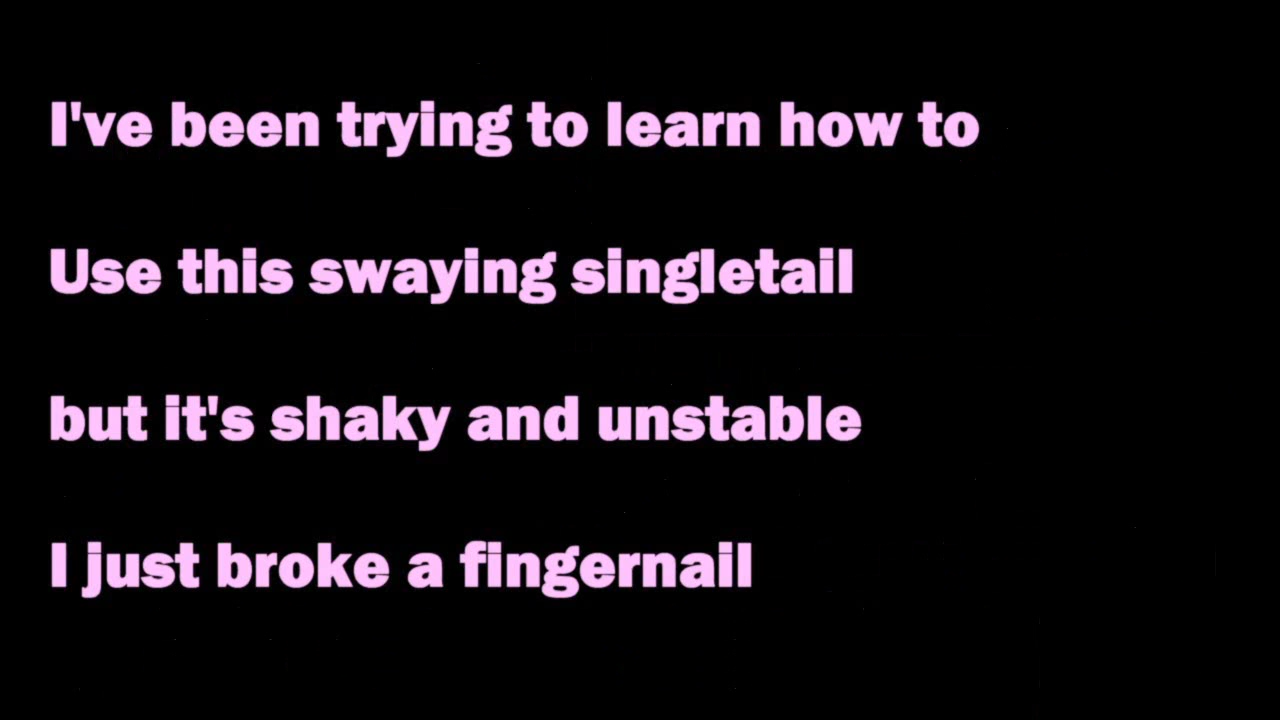 I've been trying to learn how to
Use this swaying singletail
but it's shaky and unstable
I just broke a fingernail